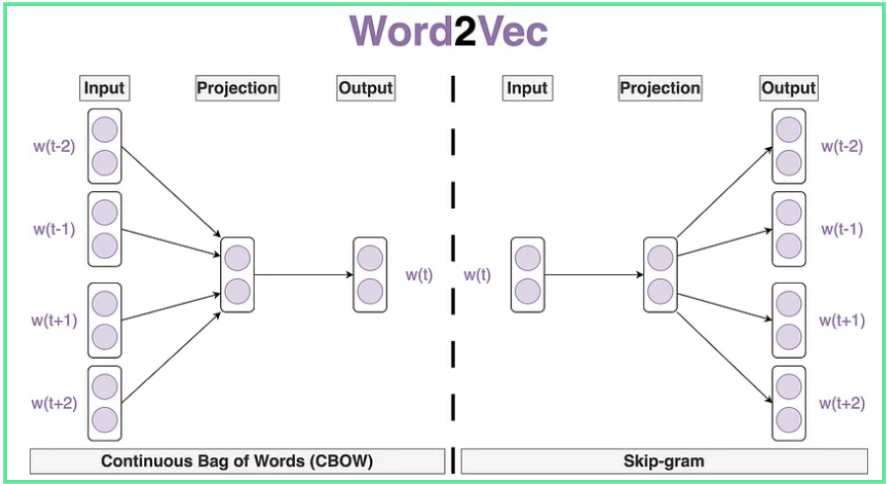 Word2Vec
Input Projection Output Input Projection Output
w(t-2) w(t-2)
w(t-1) w(t-1)
w(t) w(t)
w(t+1) w(t+1)
w(t+2) w(t+2)
Continuous Bag of Words (CBOW) Skip-gram